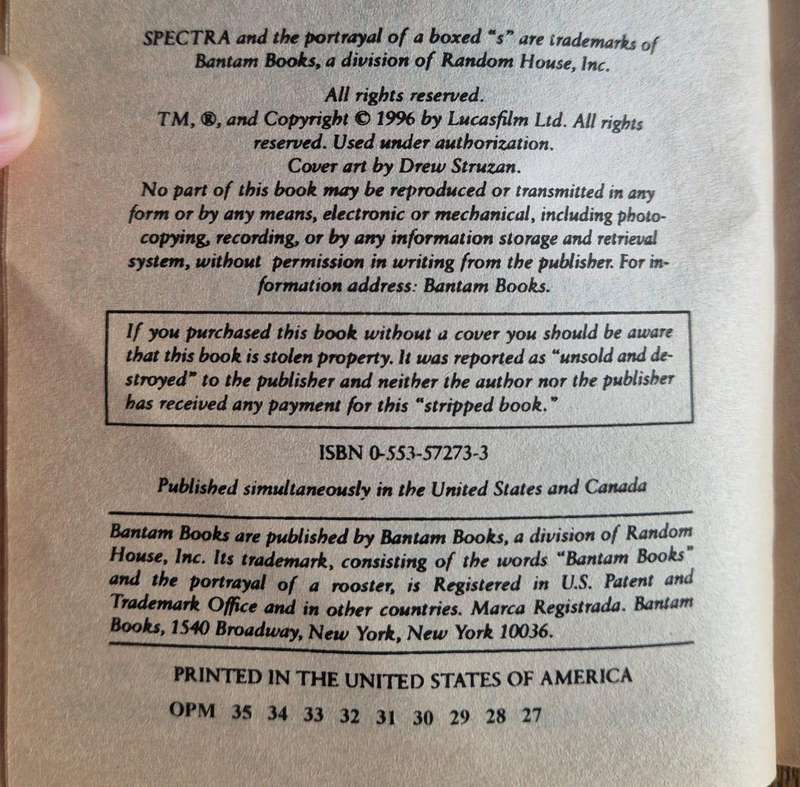 SPECTRA and the portrayal of a boxed “s” are trademarks of
Bantam Books, a division of Random House, Inc.
All rights reserved.
TM, ®, and Copyright © 1996 by Lucasfilm Ltd. All rights
reserved. Used under authorization.
Cover art by Drew Struzan.
No part of this book may be reproduced or transmitted in any
form or by any means, electronic or mechanical, including photo-
copying, recording, or by any information storage and retrieval
system, without permission in writing from the publisher. For in-
formation address: Bantam Books.
If you purchased this book without a cover you should be aware
that this book is stolen property. It was reported as “unsold and de-
stroyed” to the publisher and neither the author nor the publisher
has received any payment for this “stripped book.”
ISBN 0-553-57273-3
Published simultaneously in the United States and Canada
Bantam Books are published by Bantam Books, a division of Random
House, Inc. Its trademark, consisting of the words “Bantam Books”
and the portrayal of a rooster, is Registered in U.S. Patent and
Trademark Office and in other countries. Marca Registrada. Bantam
Books, 1540 Broadway, New York, New York 10036.
PRINTED IN THE UNITED STATES OF AMERICA
OPM 35 34 33 32 31 30 29 28 27